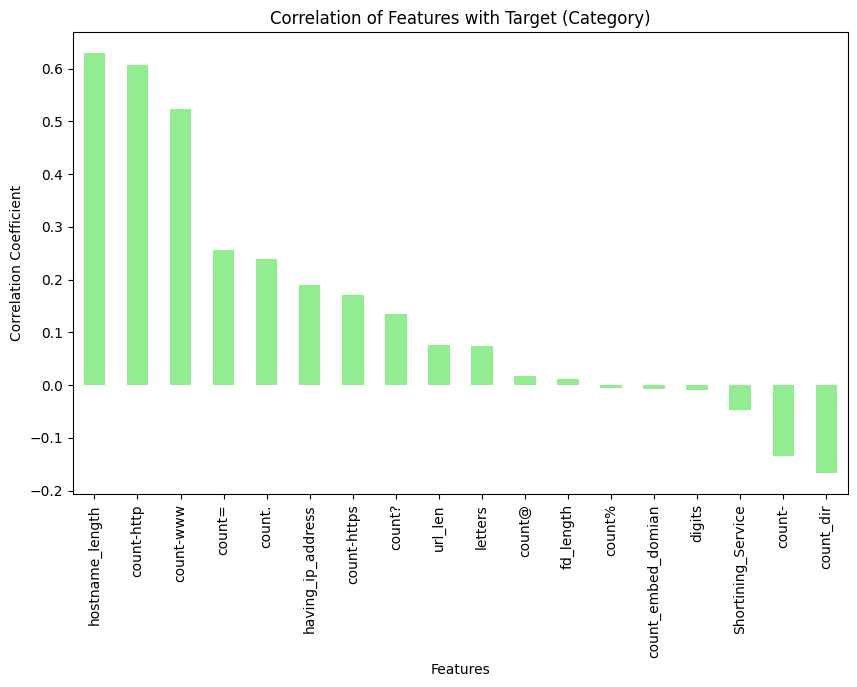 Correlation of Features with Target (Category)
Correlation Coefficient
0.6
0.5
0.4
0.3
0.2
0.1
0.0
−0.1
−0.2
hostname_length
count-http
count-www
count=
count.
having_ip_address
count-https
count?
url_len
letters
count@
fd_length
count%
count_embed_domian
digits
Shortining_Service
count-
count_dir
Features